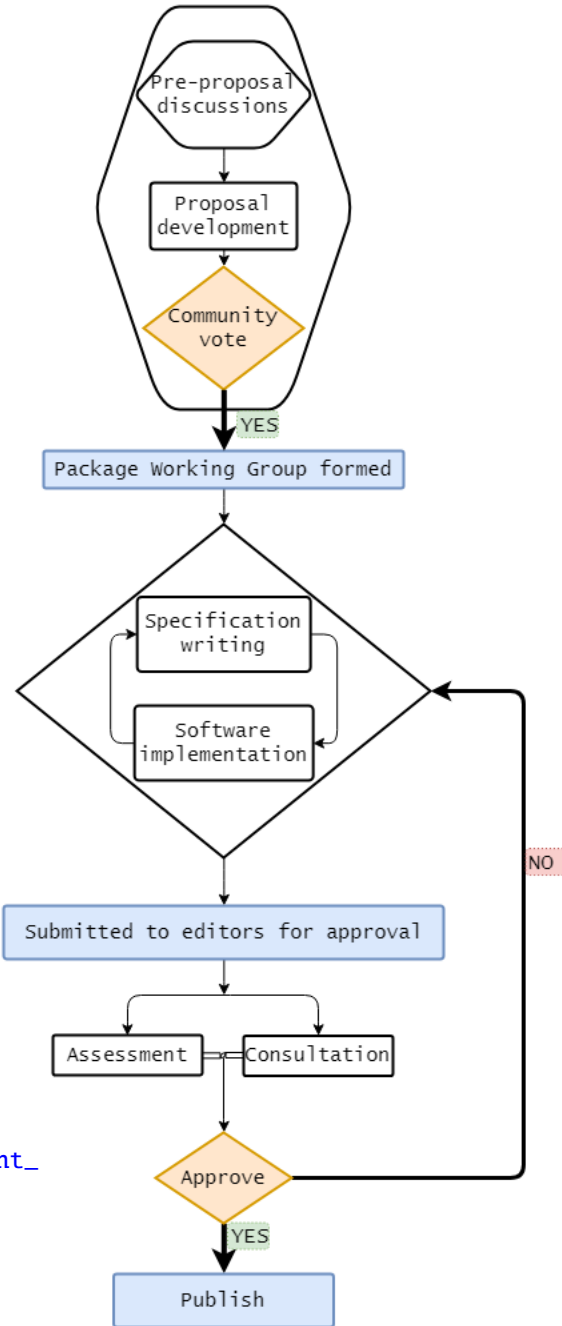 Pre-proposal
discussions
Proposal
development
Community
vote
YES
Package Working Group formed
Specification
writing
Software
implementation
NO
Submitted to editors for approval
Assessment
Consultation
nt_
Approve
YES
Publish